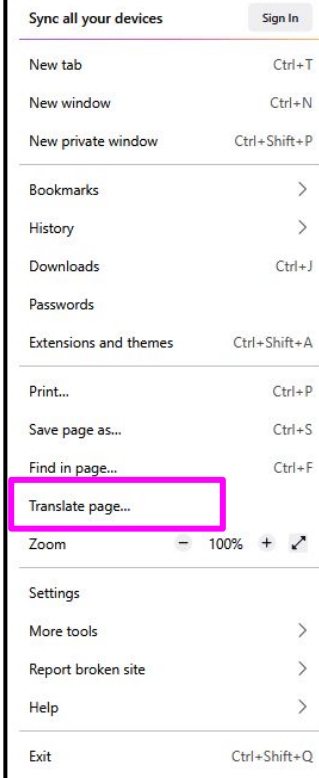 Sync all your devices Sign In
New tab Ctrl+T
New window Ctrl+N
New private window Ctrl+Shift+P
Bookmarks
History
Downloads Ctrl+J
Passwords
Extensions and themes Ctrl+Shift+A
Print... Ctrl+P
Save page as... Ctrl+S
Find in page... Ctrl+F
Translate page...
Zoom − 100% +
Settings
More tools
Report broken site
Help
Exit Ctrl+Shift+Q